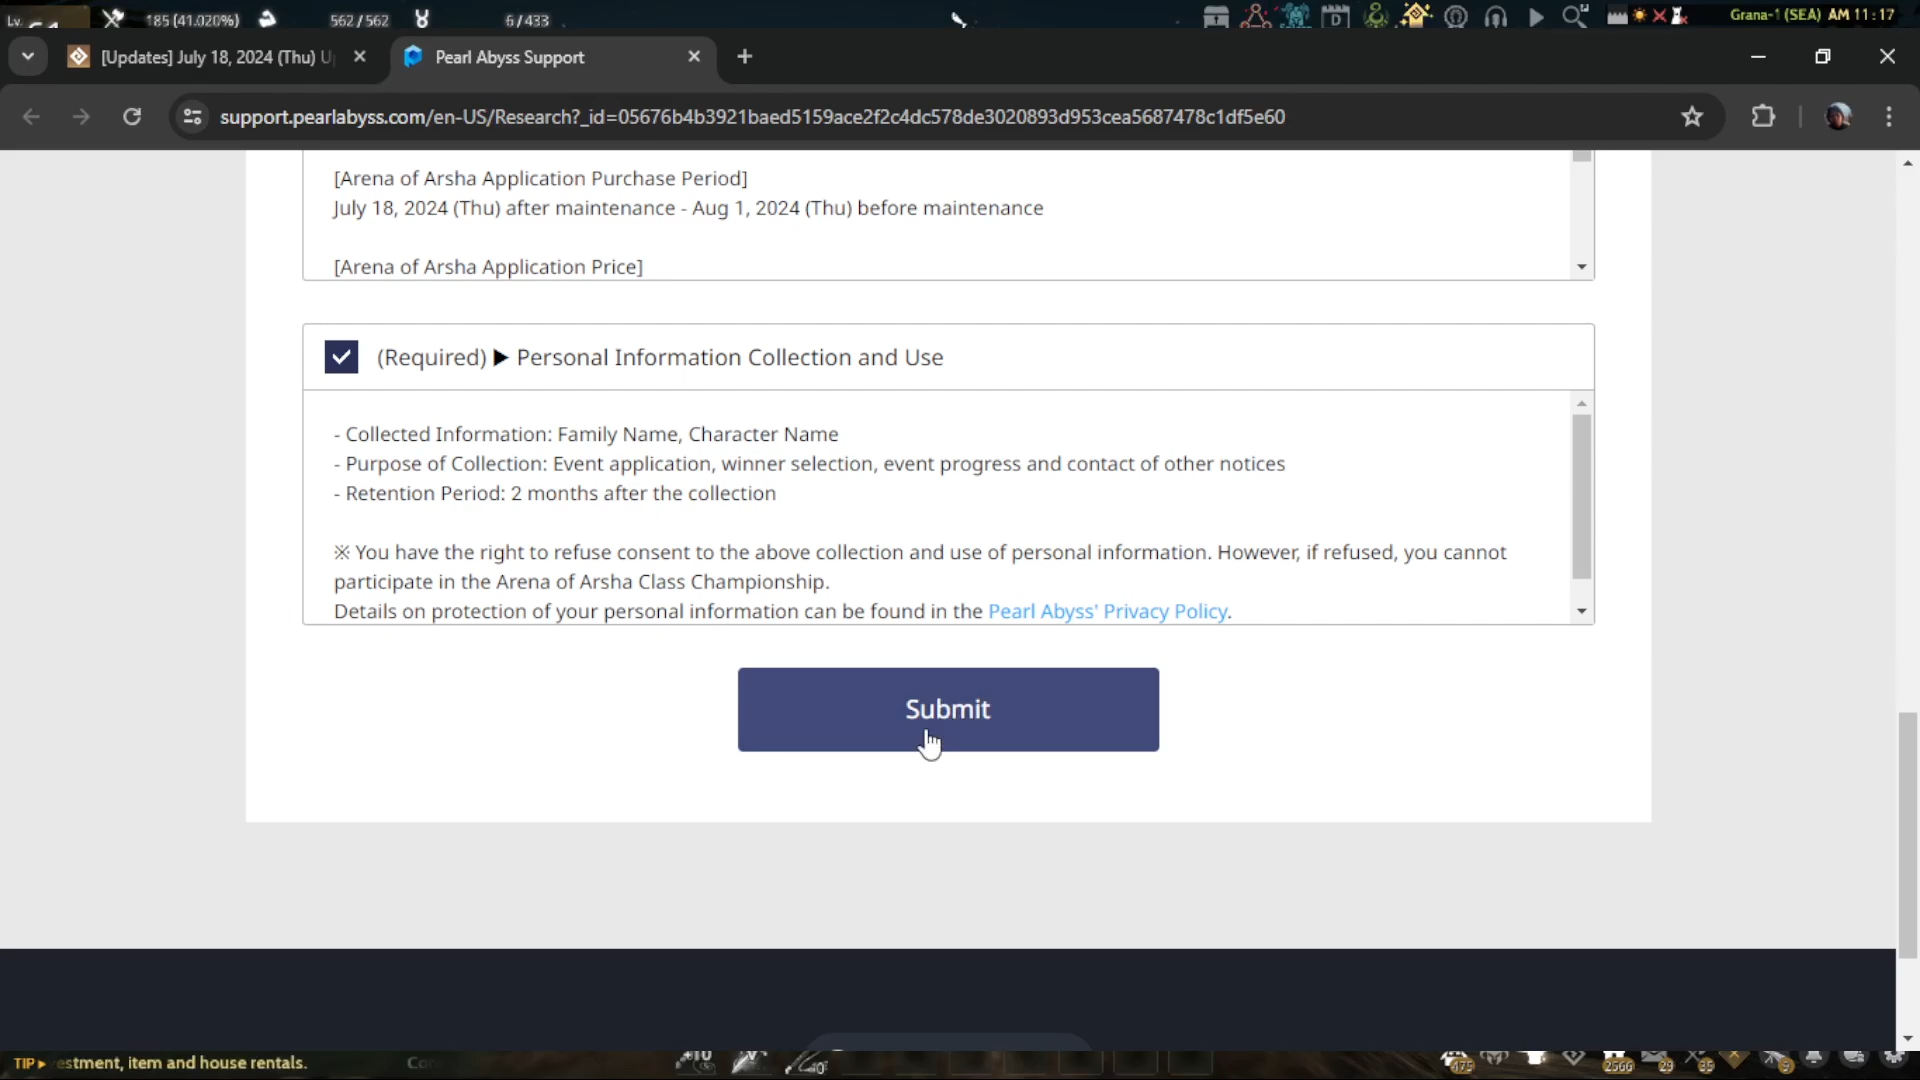 Lv.
185 (41.020%)
562 / 562
6 / 433
Grana-1 (SEA) AM 11:17
[Updates] July 18, 2024 (Thu) U
Pearl Abyss Support
support.pearlabyss.com/en-US/Research?_id=05676b4b3921baed5159ace2f2c4dc578de3020893d953cea5687478c1df5e60
[Arena of Arsha Application Purchase Period]
July 18, 2024 (Thu) after maintenance - Aug 1, 2024 (Thu) before maintenance
[Arena of Arsha Application Price]
(Required) ▶ Personal Information Collection and Use
- Collected Information: Family Name, Character Name
- Purpose of Collection: Event application, winner selection, event progress and contact of other notices
- Retention Period: 2 months after the collection
※ You have the right to refuse consent to the above collection and use of personal information. However, if refused, you cannot
participate in the Arena of Arsha Class Championship.
Details on protection of your personal information can be found in the Pearl Abyss' Privacy Policy.
Submit
TIP ▸ estment, item and house rentals.
475
2566
29
35
9